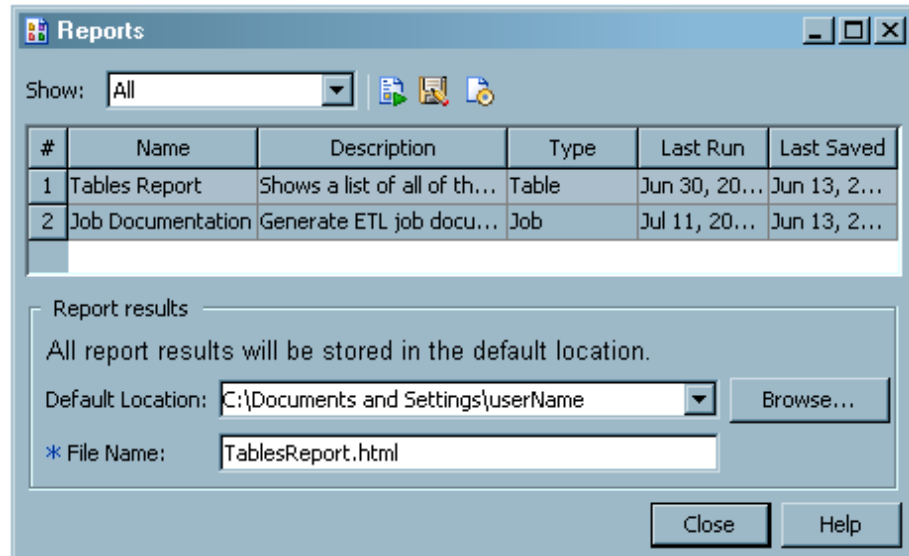 Reports
Show: All
# Name Description Type Last Run Last Saved
1 Tables Report Shows a list of all of th... Table Jun 30, 20... Jun 13, 2...
2 Job Documentation Generate ETL job docu... Job Jul 11, 20... Jun 13, 2...
Report results
All report results will be stored in the default location.
Default Location: C:\Documents and Settings\userName Browse...
* File Name: TablesReport.html
Close Help